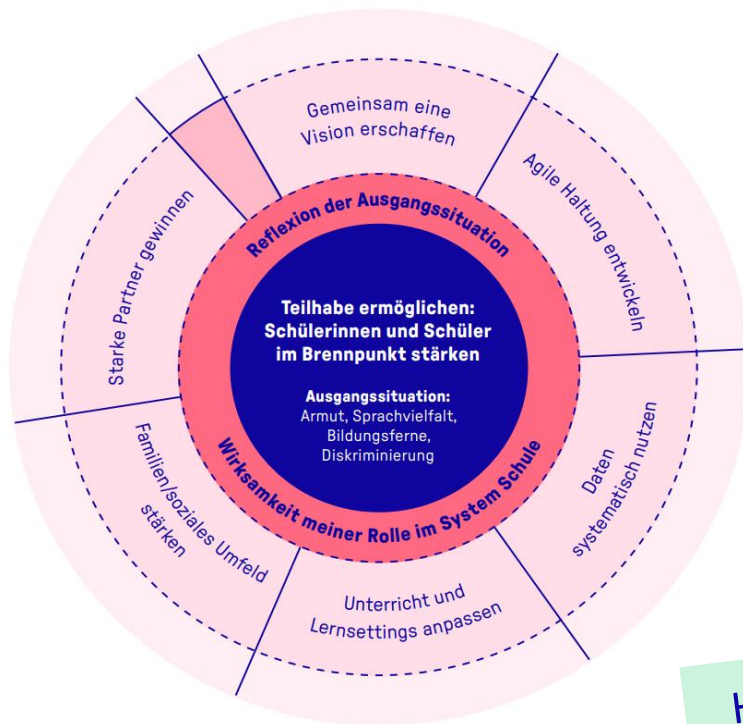 Gemeinsam eine
Vision erschaffen
Agile Haltung entwickeln
Daten
systematisch nutzen
Unterricht und
Lernsettings anpassen
Familien/soziales Umfeld
stärken
Starke Partner gewinnen
Reflexion der Ausgangssituation
Teilhabe ermöglichen:
Schülerinnen und Schüler
im Brennpunkt stärken
Ausgangssituation:
Armut, Sprachvielfalt,
Bildungsferne,
Diskriminierung
Wirksamkeit meiner Rolle im System Schule